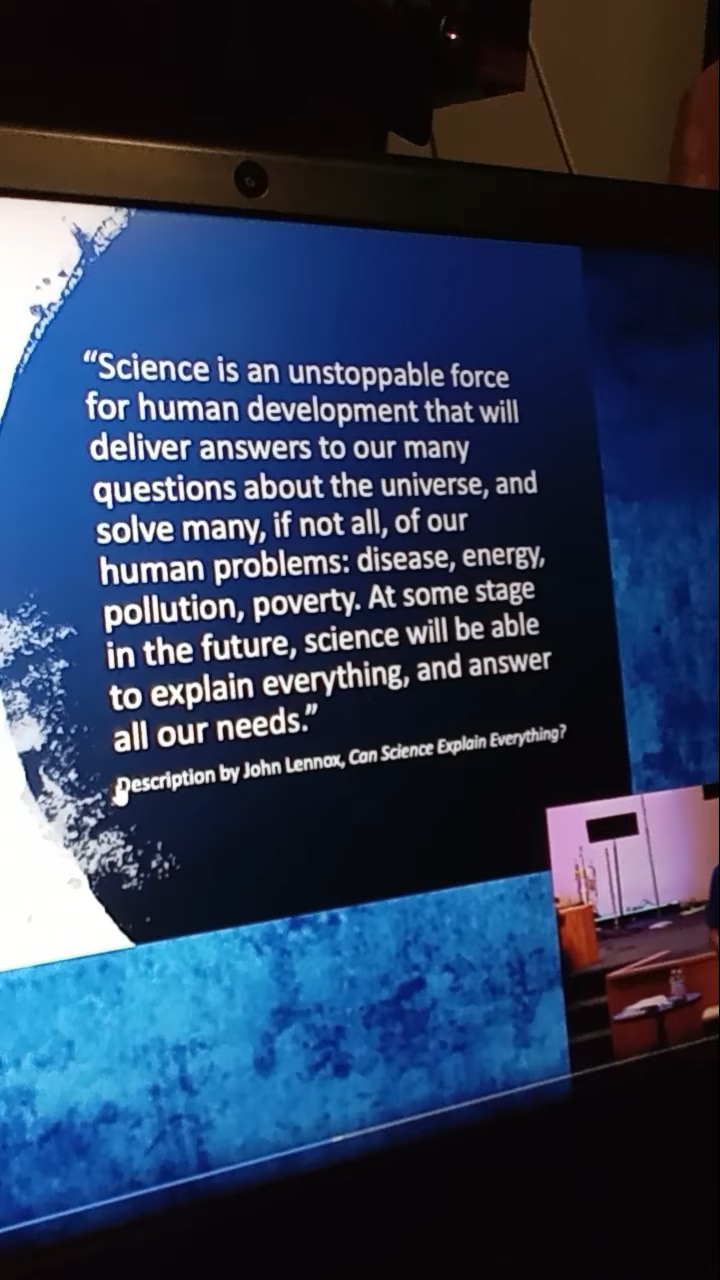 “Science is an unstoppable force
for human development that will
deliver answers to our many
questions about the universe, and
solve many, if not all, of our
human problems: disease, energy,
pollution, poverty. At some stage
in the future, science will be able
to explain everything, and answer
all our needs.”
Description by John Lennox, Can Science Explain Everything?